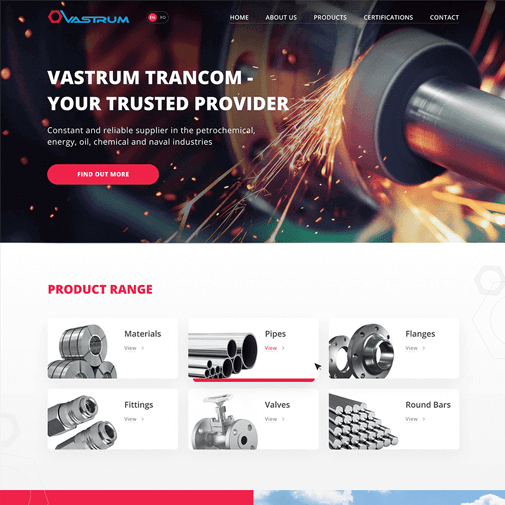 VASTRUM
EN RO
HOME ABOUT US PRODUCTS CERTIFICATIONS CONTACT
VASTRUM TRANCOM -
YOUR TRUSTED PROVIDER
Constant and reliable supplier in the petrochemical,
energy, oil, chemical and naval industries
FIND OUT MORE
PRODUCT RANGE
Materials
View >
Pipes
View >
Flanges
View >
Fittings
View >
Valves
View >
Round Bars
View >